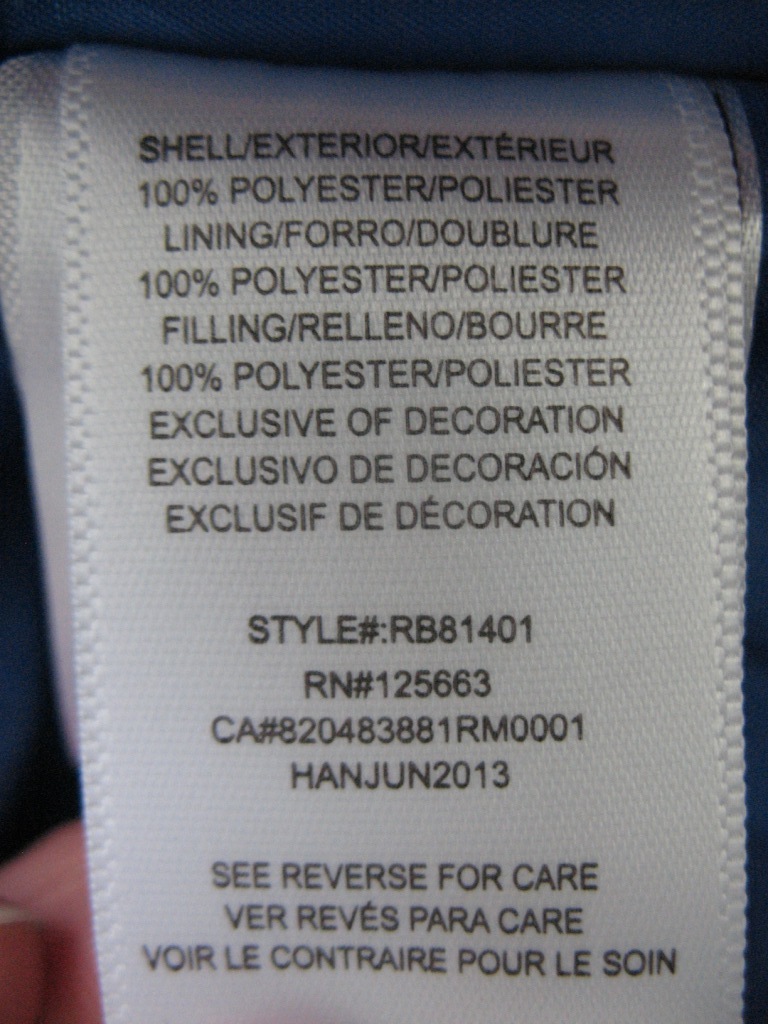 SHELL/EXTERIOR/EXTÉRIEUR
100% POLYESTER/POLIESTER
LINING/FORRO/DOUBLURE
100% POLYESTER/POLIESTER
FILLING/RELLENO/BOURRE
100% POLYESTER/POLIESTER
EXCLUSIVE OF DECORATION
EXCLUSIVO DE DECORACIÓN
EXCLUSIF DE DÉCORATION
STYLE#:RB81401
RN#125663
CA#820483881RM0001
HANJUN2013
SEE REVERSE FOR CARE
VER REVÉS PARA CARE
VOIR LE CONTRAIRE POUR LE SOIN